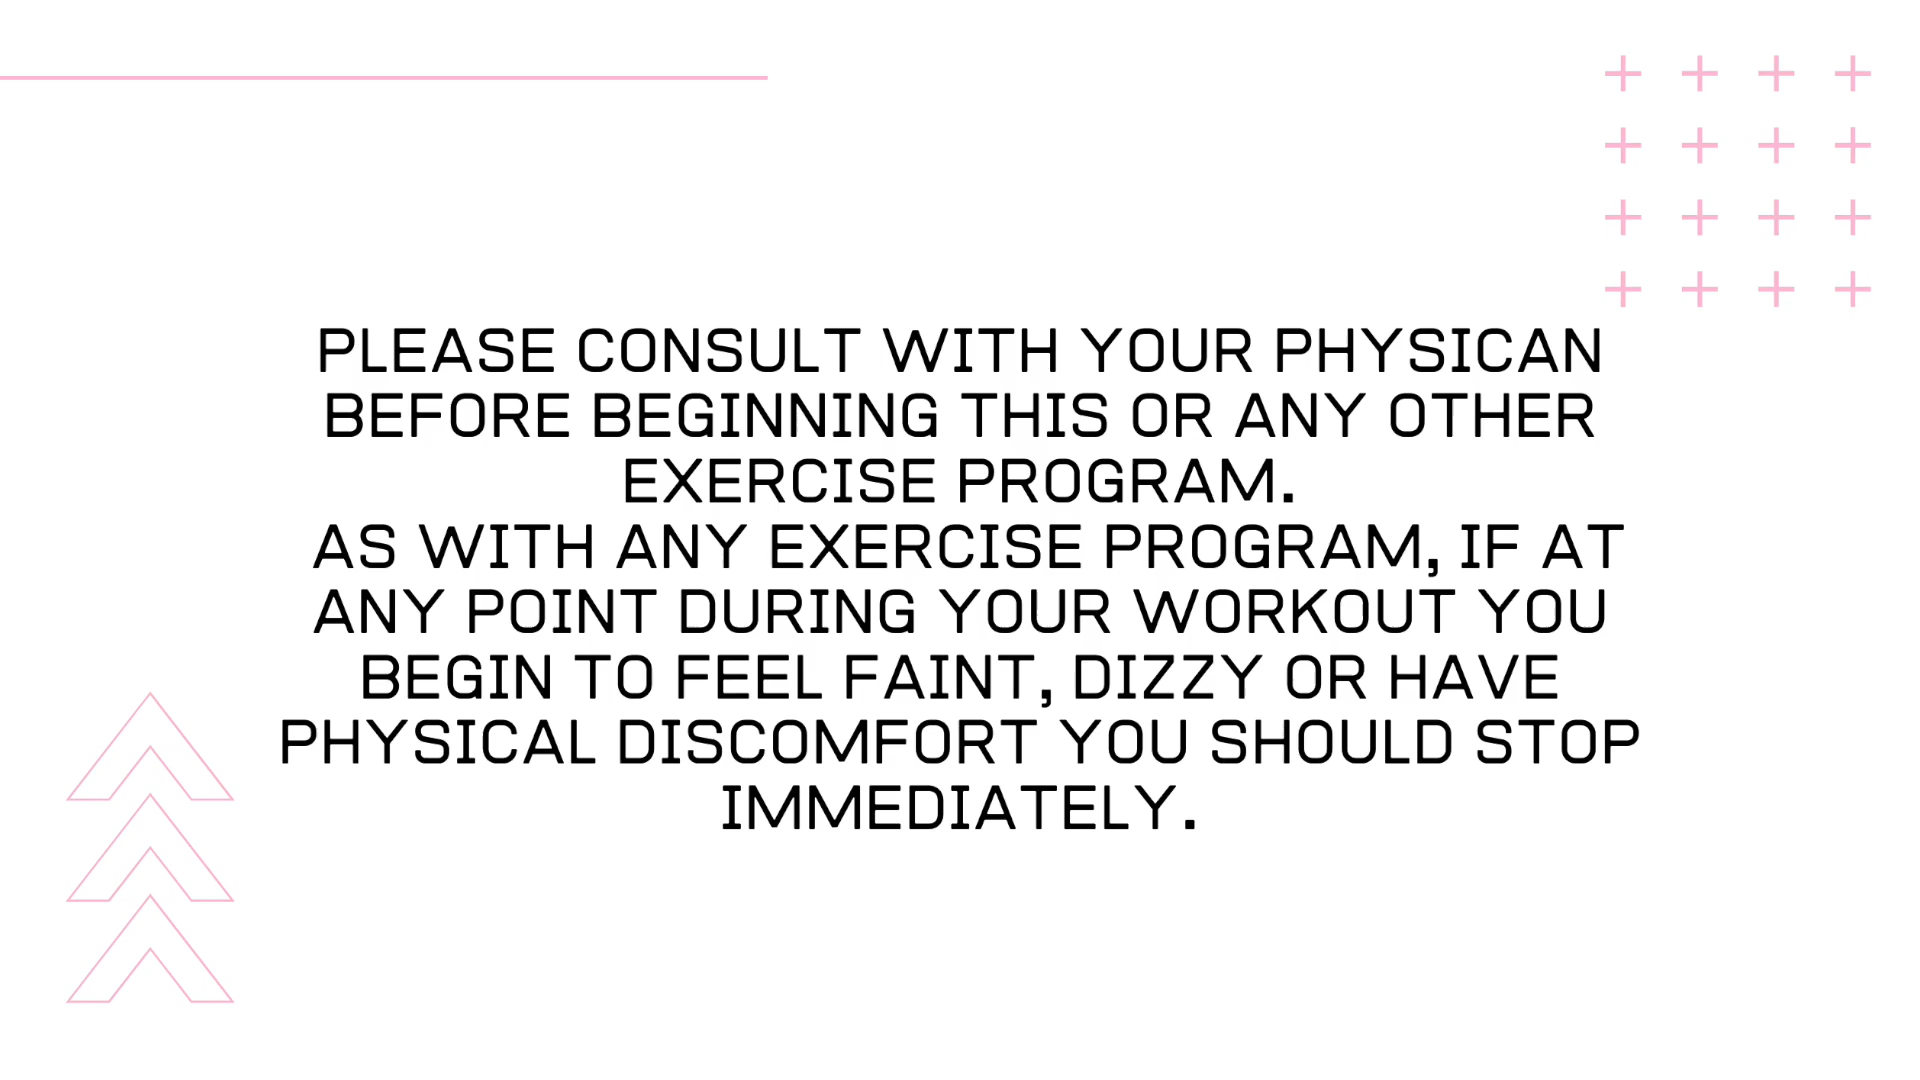 PLEASE CONSULT WITH YOUR PHYSICAN
BEFORE BEGINNING THIS OR ANY OTHER
EXERCISE PROGRAM.
AS WITH ANY EXERCISE PROGRAM, IF AT
ANY POINT DURING YOUR WORKOUT YOU
BEGIN TO FEEL FAINT, DIZZY OR HAVE
PHYSICAL DISCOMFORT YOU SHOULD STOP
IMMEDIATELY.